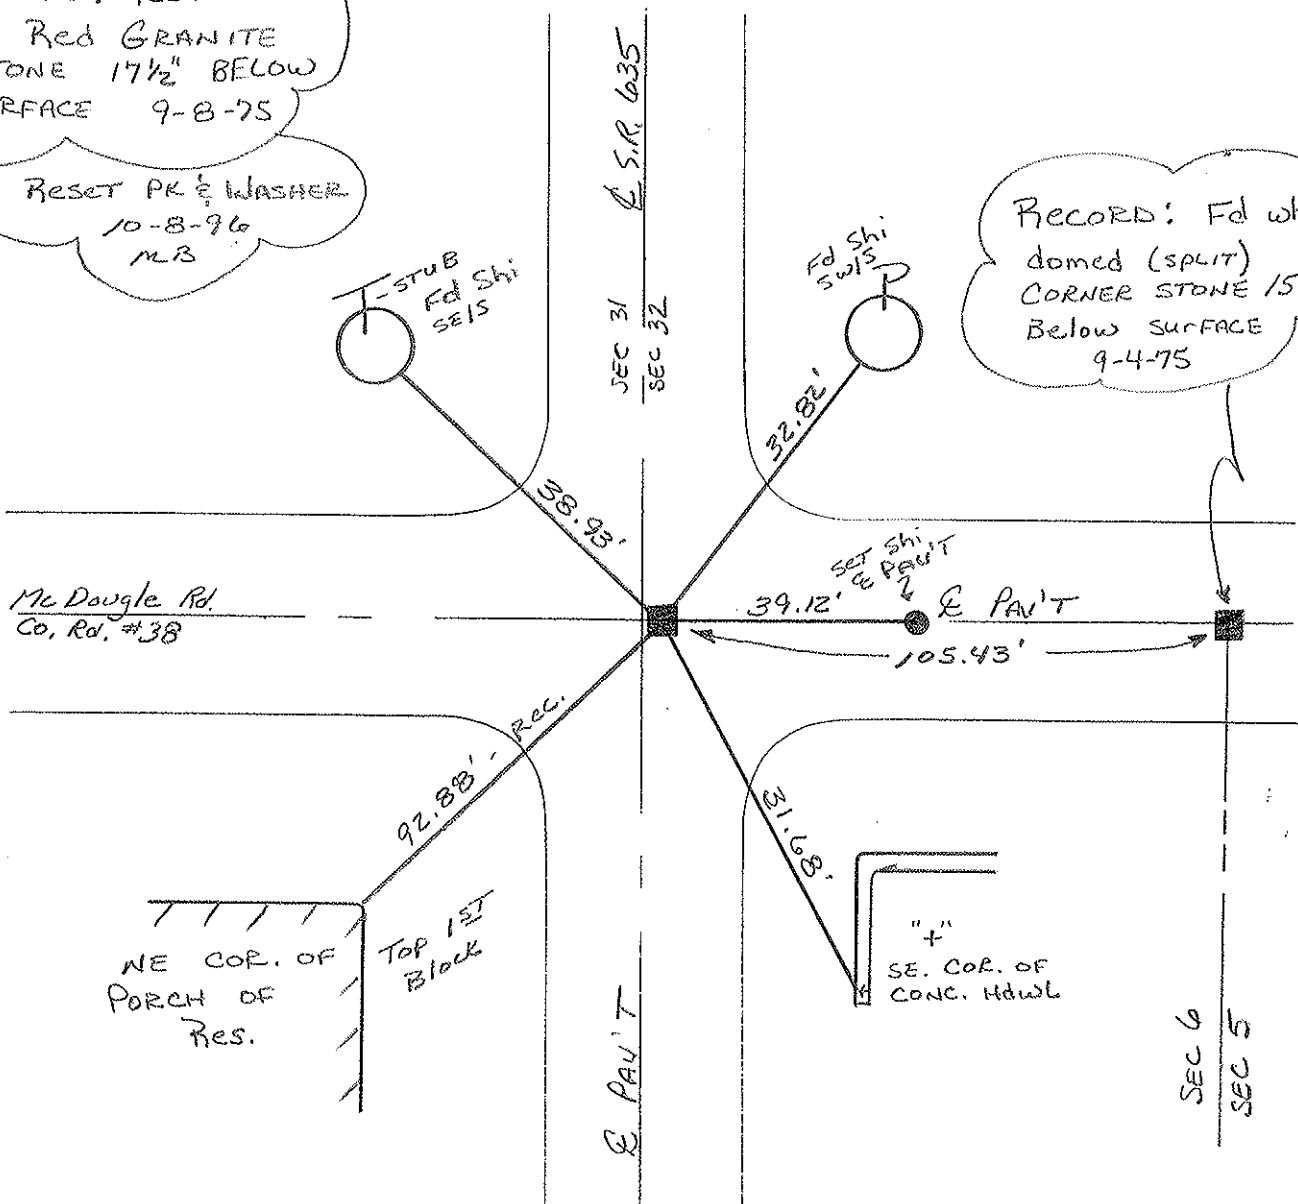 Red GRANITE
TONE 17½" BELOW
RFACE 9-8-75
Reset PK & WASHER
10-8-96
MB
℄ S.R. 635
SEC 31
SEC 32
STUB
Fd Shi
SE/S
Fd Shi
SW/S
RECORD: Fd wh
domed (SPLIT)
CORNER STONE 15
Below SURFACE
9-4-75
38.93'
32.82'
McDougle Rd.
Co. Rd. #38
Set Shi
℄ PAV'T
39.12'
℄ PAV'T
105.43'
92.88' - Rec.
31.68'
NE COR. OF
PORCH OF
Res.
TOP 1ST
Block
"+"
SE. COR. OF
CONC. HdWL
℄ PAV'T
SEC 6
SEC 5